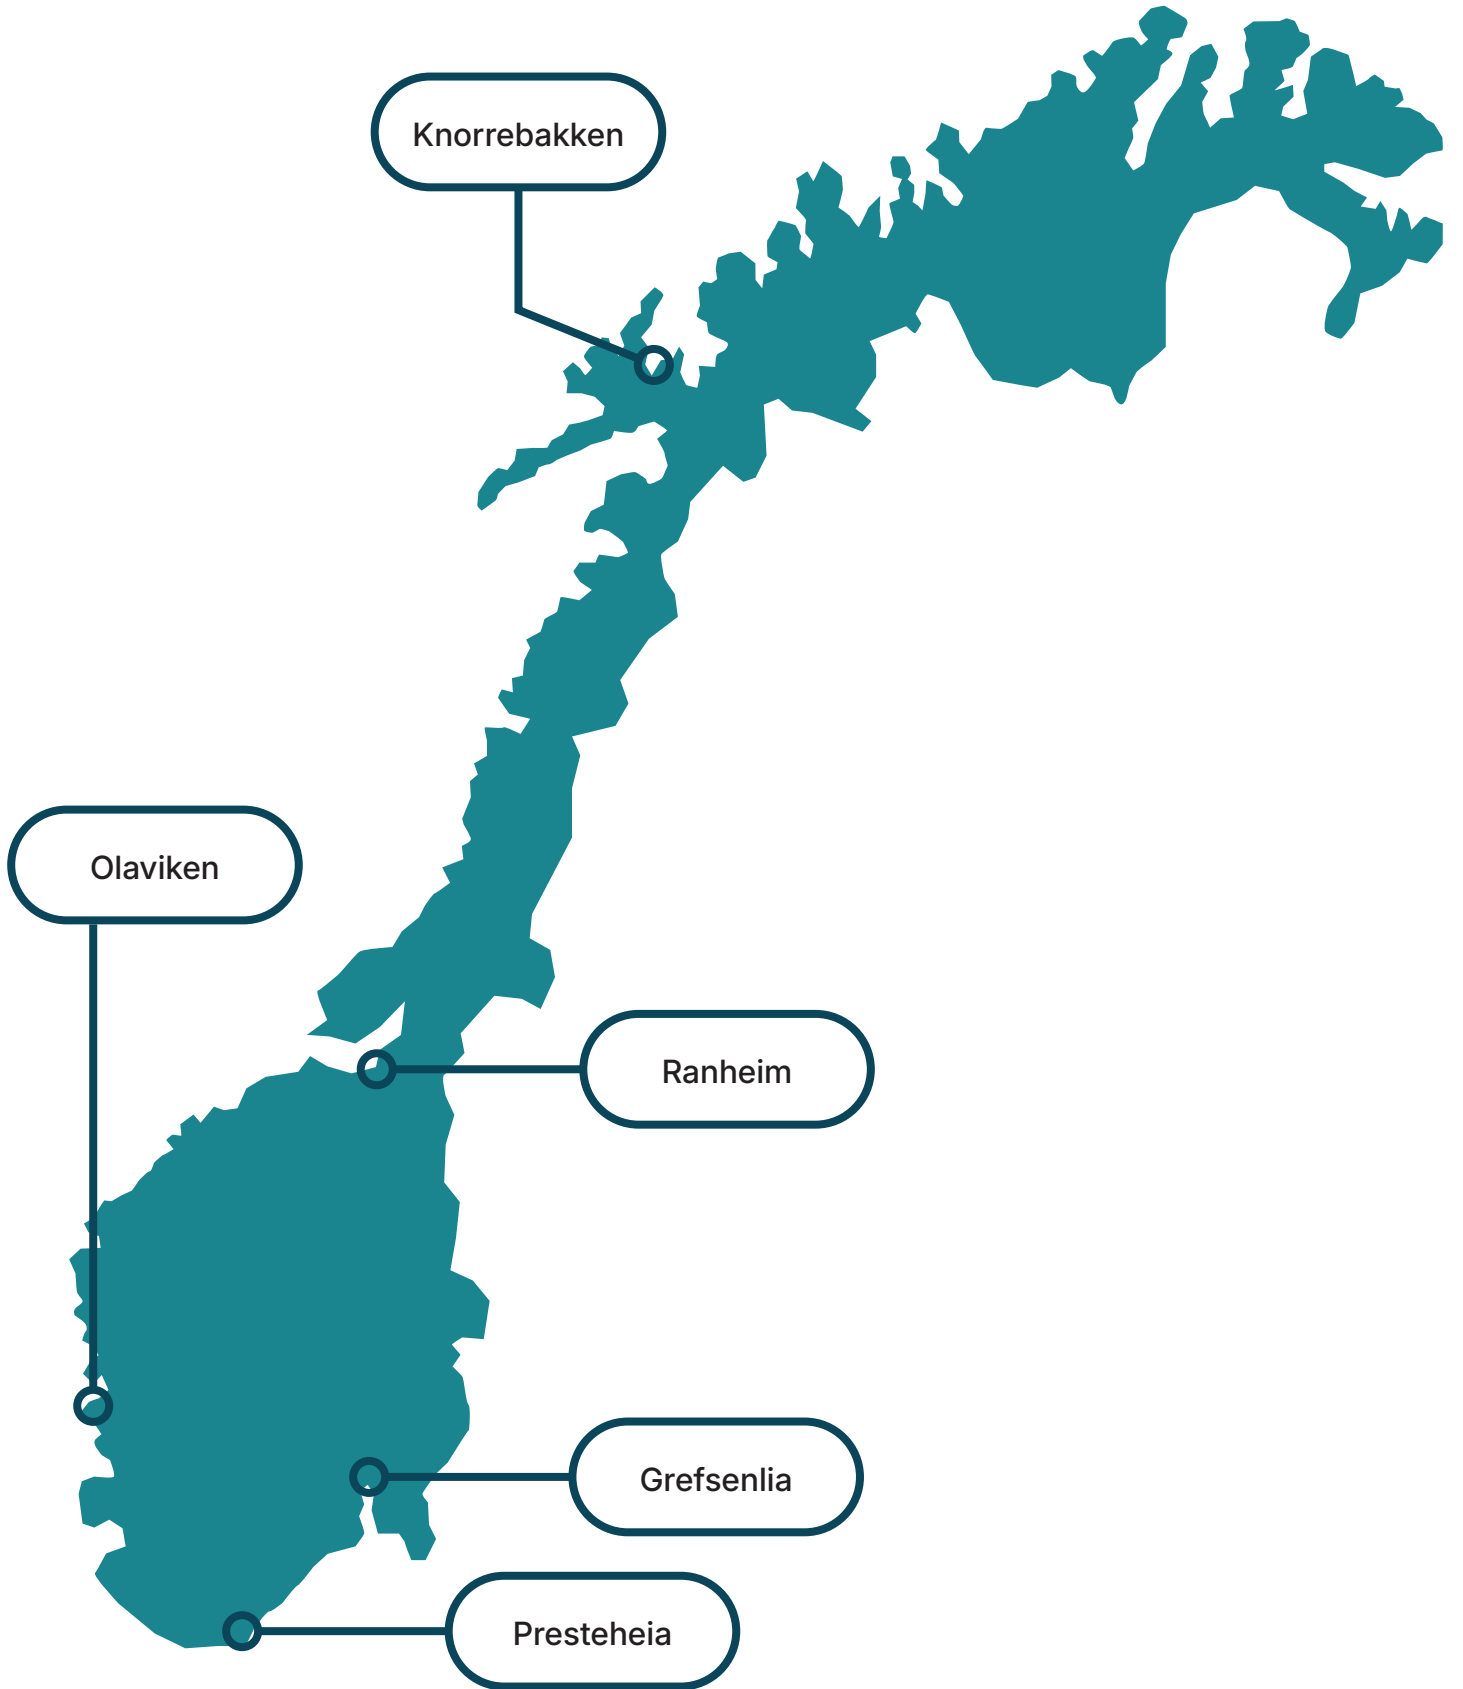 Knorrebakken
Olaviken
Ranheim
Grefsenlia
Presteheia